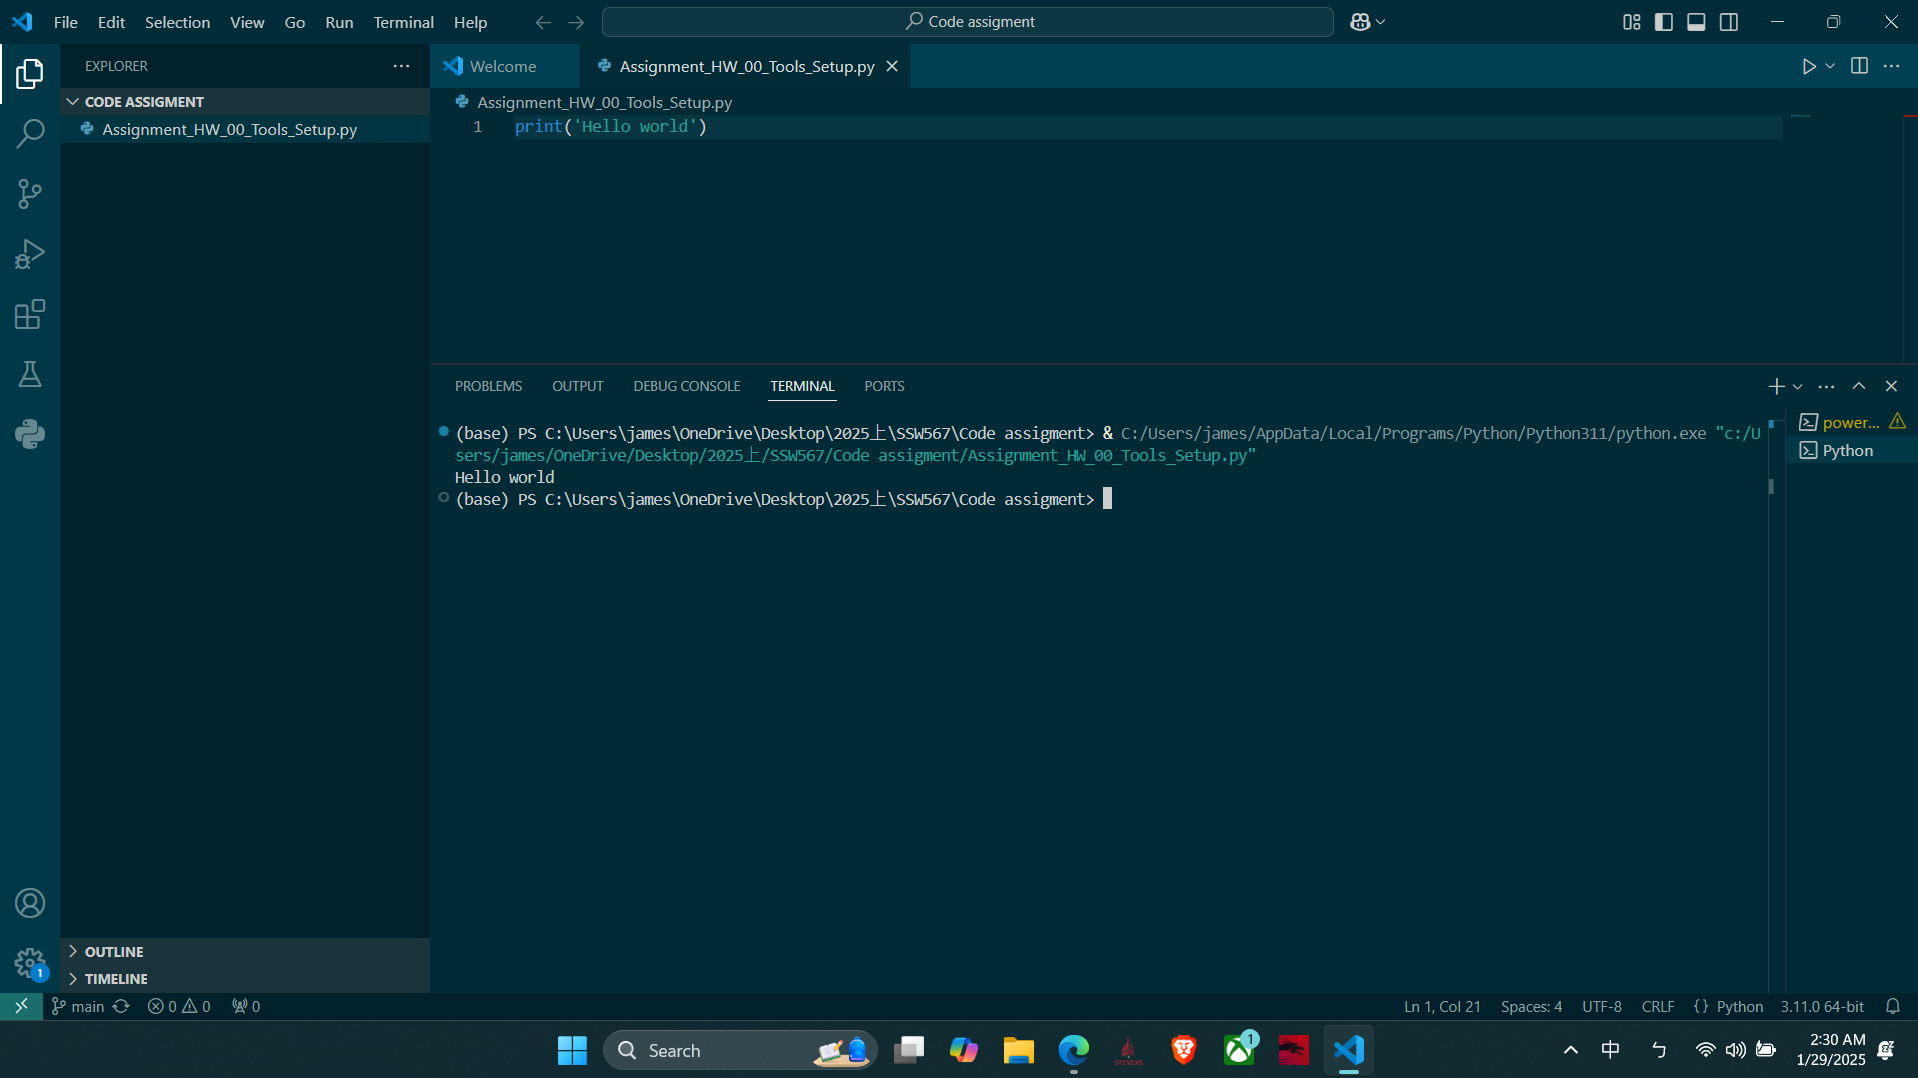 File Edit Selection View Go Run Terminal Help
Code assigment
EXPLORER
Welcome
Assignment_HW_00_Tools_Setup.py
CODE ASSIGMENT
Assignment_HW_00_Tools_Setup.py
Assignment_HW_00_Tools_Setup.py
1 print('Hello world')
PROBLEMS OUTPUT DEBUG CONSOLE TERMINAL PORTS
(base) PS C:\Users\james\OneDrive\Desktop\2025上\SSW567\Code assigment> & C:/Users/james/AppData/Local/Programs/Python/Python311/python.exe "c:/U
sers/james/OneDrive/Desktop/2025上/SSW567/Code assigment/Assignment_HW_00_Tools_Setup.py"
Hello world
(base) PS C:\Users\james\OneDrive\Desktop\2025上\SSW567\Code assigment>
power...
Python
OUTLINE
TIMELINE
1
main 0 0 0
Ln 1, Col 21 Spaces: 4 UTF-8 CRLF {} Python 3.11.0 64-bit
Search
STEVENS
1
中
ㄅ
2:30 AM
1/29/2025